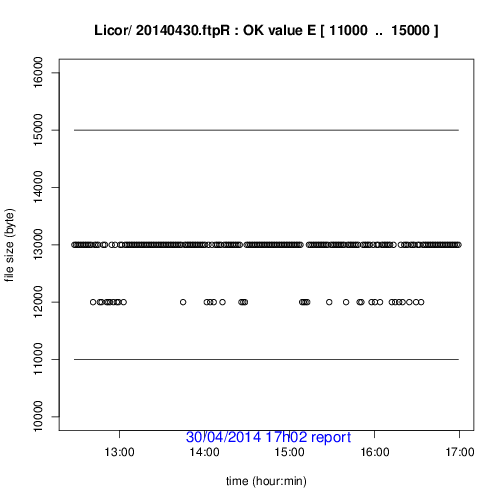 Licor/ 20140430.ftpR : OK value E [ 11000 .. 15000 ]
file size (byte)
16000
15000
14000
13000
12000
11000
10000
30/04/2014 17h02 report
13:00 14:00 15:00 16:00 17:00
time (hour:min)